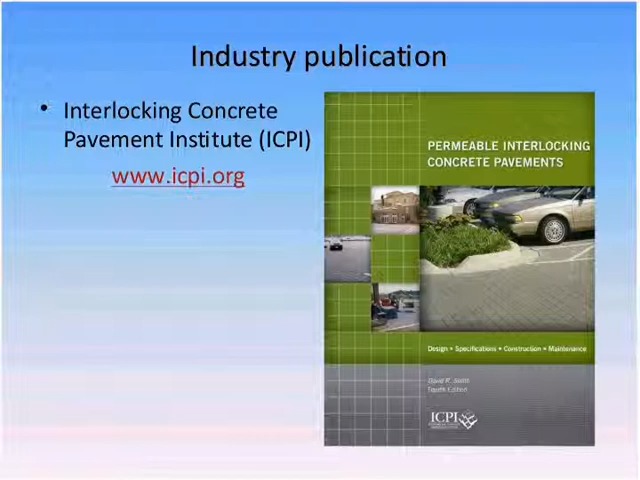 Industry publication
• Interlocking Concrete
Pavement Institute (ICPI)
www.icpi.org
PERMEABLE INTERLOCKING
CONCRETE PAVEMENTS
Design • Specifications • Construction • Maintenance
David R. Smith
Fourth Edition
ICPI